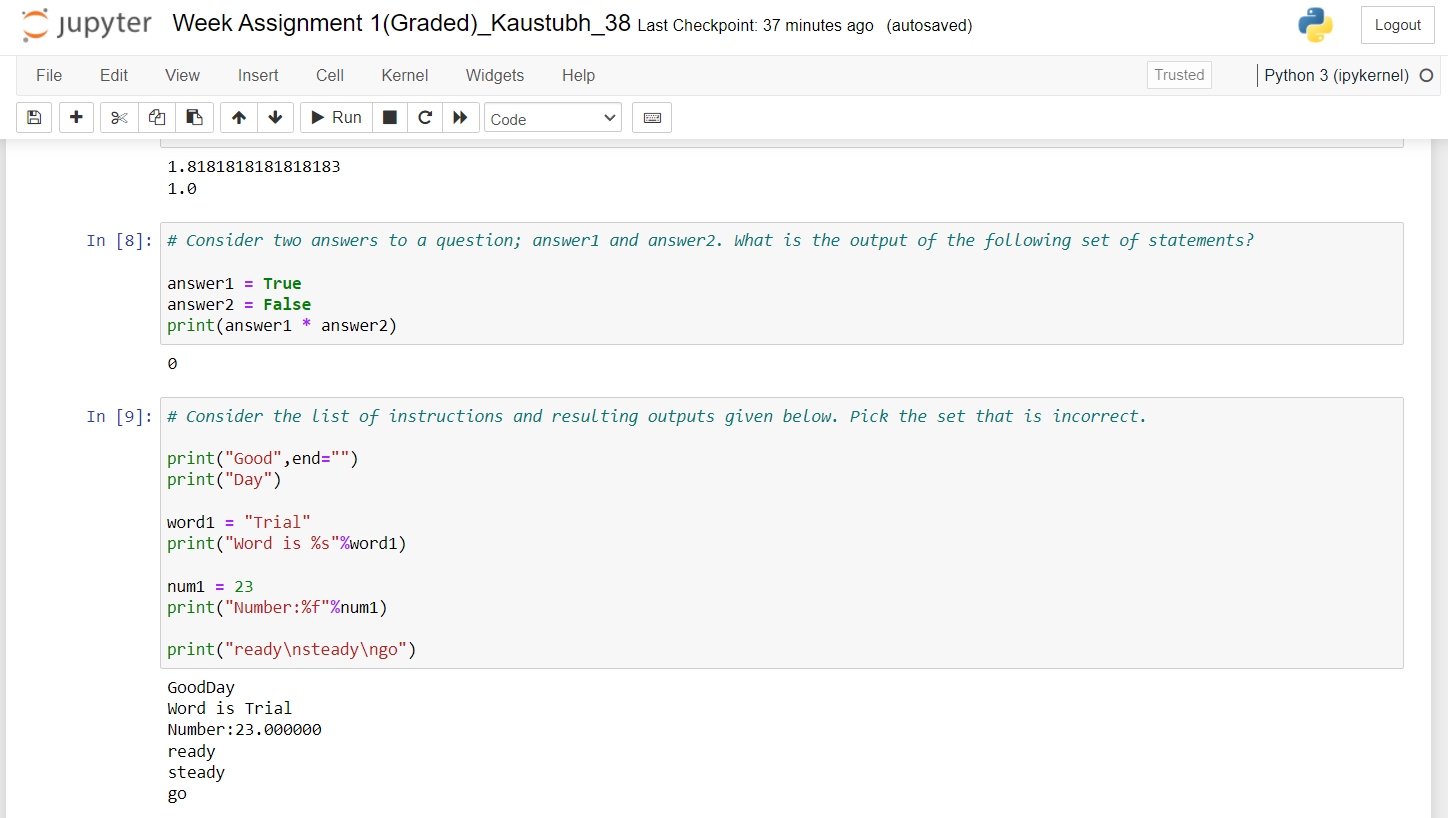 jupyter Week Assignment 1(Graded)_Kaustubh_38 Last Checkpoint: 37 minutes ago (autosaved) Logout
File Edit View Insert Cell Kernel Widgets Help Trusted Python 3 (ipykernel)
Run Code
1.8181818181818183
1.0
In [8]: # Consider two answers to a question; answer1 and answer2. What is the output of the following set of statements?
answer1 = True
answer2 = False
print(answer1 * answer2)
0
In [9]: # Consider the list of instructions and resulting outputs given below. Pick the set that is incorrect.
print("Good",end="")
print("Day")
word1 = "Trial"
print("Word is %s"%word1)
num1 = 23
print("Number:%f"%num1)
print("ready\nsteady\ngo")
GoodDay
Word is Trial
Number:23.000000
ready
steady
go